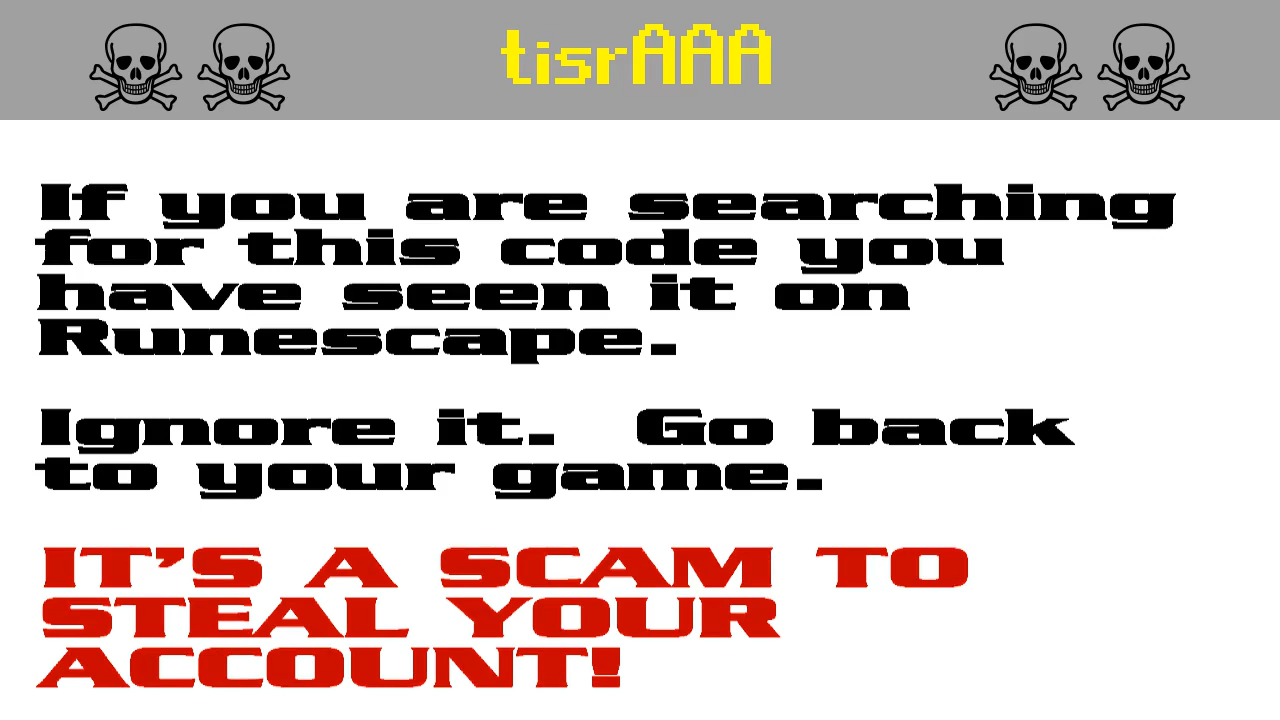 tisrAAA
If you are searching
for this code you
have seen it on
Runescape.
Ignore it.  Go back
to your game.
IT'S A SCAM TO
STEAL YOUR
ACCOUNT!